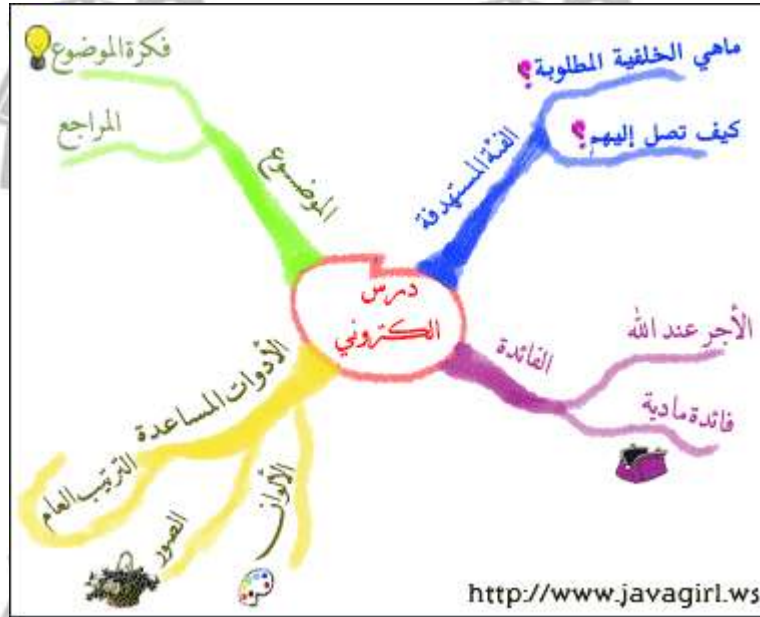 ماهي الخلفية المطلوبة؟
كيف تصل إليهم؟
الفئة المستهدفة
فكرة الموضوع
المراجع
الموضوع
درس
الكتروني
الفائدة
الأجر عند الله
فائدة مادية
الأدوات المساعدة
الترتيب العام
الصور
الألوان
http://www.javagirl.ws